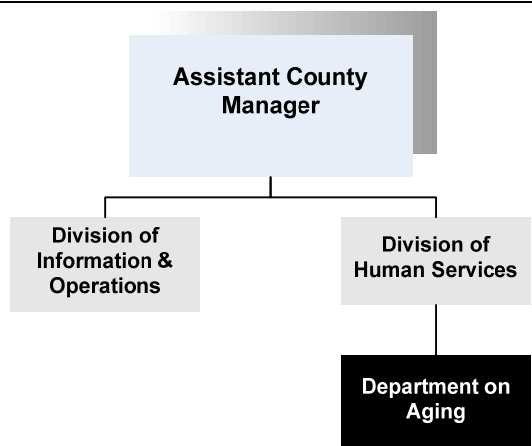 Assistant County
Manager
Division of
Information &
Operations
Division of
Human Services
Department on
Aging